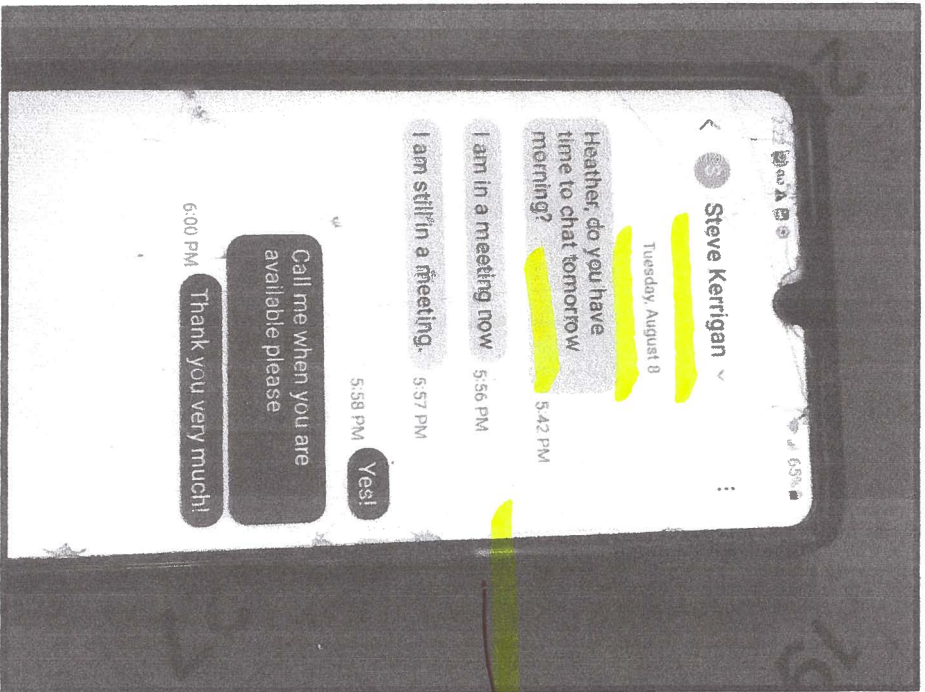 65%
Steve Kerrigan
Tuesday, August 8
Heather, do you have
time to chat tomorrow
morning?
5:42 PM
I am in a meeting now
5:56 PM
I am still in a meeting.
5:57 PM
Yes!
5:58 PM
Call me when you are
available please
Thank you very much!
6:00 PM